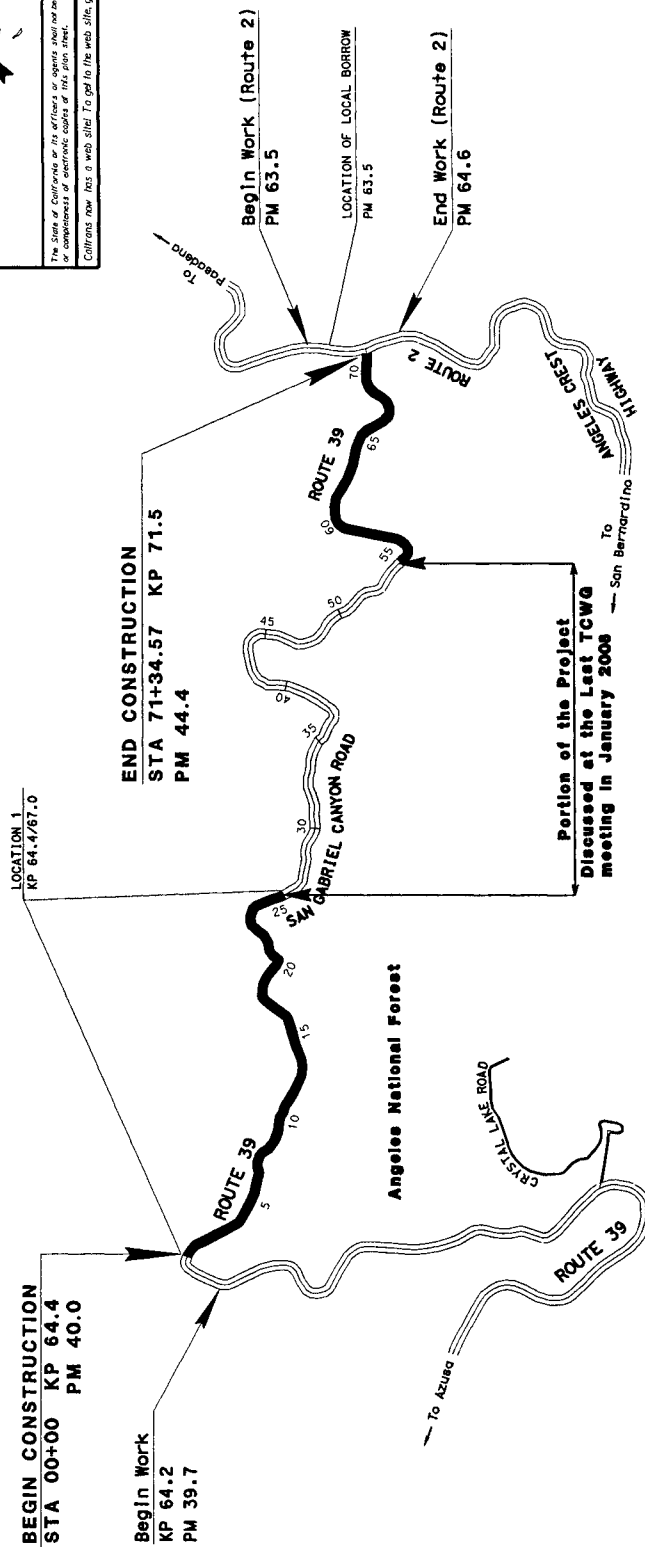 The State of California or its officers or agents shall not be
or completeness of electronic copies of this plan sheet.
Caltrans now has a web site! To get to the web site, g
LOCATION 1
KP 64.4/67.0
BEGIN CONSTRUCTION
STA 00+00 KP 64.4
PM 40.0
Begin Work
KP 64.2
PM 39.7
END CONSTRUCTION
STA 71+34.57 KP 71.5
PM 44.4
Begin Work (Route 2)
PM 63.5
LOCATION OF LOCAL BORROW
PM 63.5
End Work (Route 2)
PM 64.6
To
Pasadena
ROUTE 39
5
10
15
20
25
SAN GABRIEL CANYON ROAD
30
35
40
45
50
55
60
ROUTE 39
65
70
ROUTE 2
ANGELES CREST
HIGHWAY
To
San Bernardino
Portion of the Project
Discussed at the Last TCWG
meeting in January 2008
Angeles National Forest
CRYSTAL LAKE ROAD
ROUTE 39
To Azusa